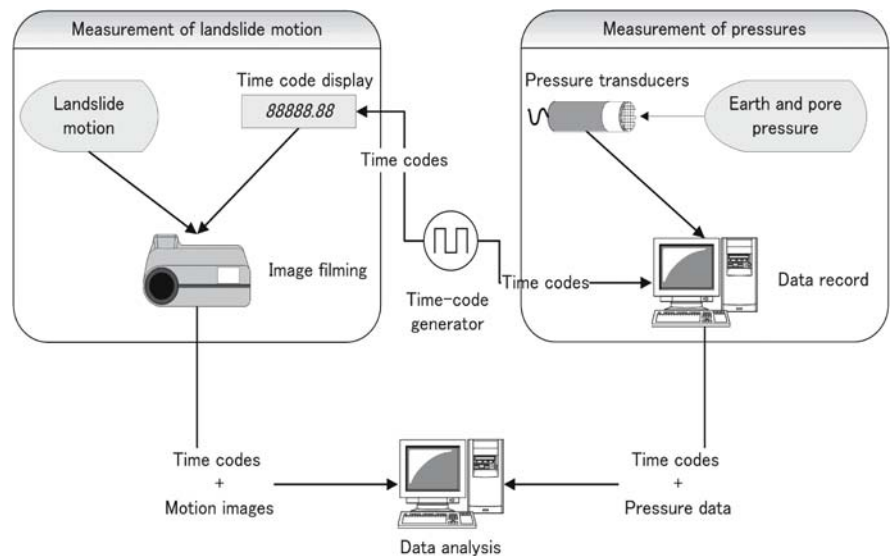 Measurement of landslide motion
Landslide
motion
Time code display
88888.88
Time codes
Image filming
Time-code
generator
Measurement of pressures
Pressure transducers
Earth and pore
pressure
Time codes
Data record
Time codes
+
Motion images
Data analysis
Time codes
+
Pressure data